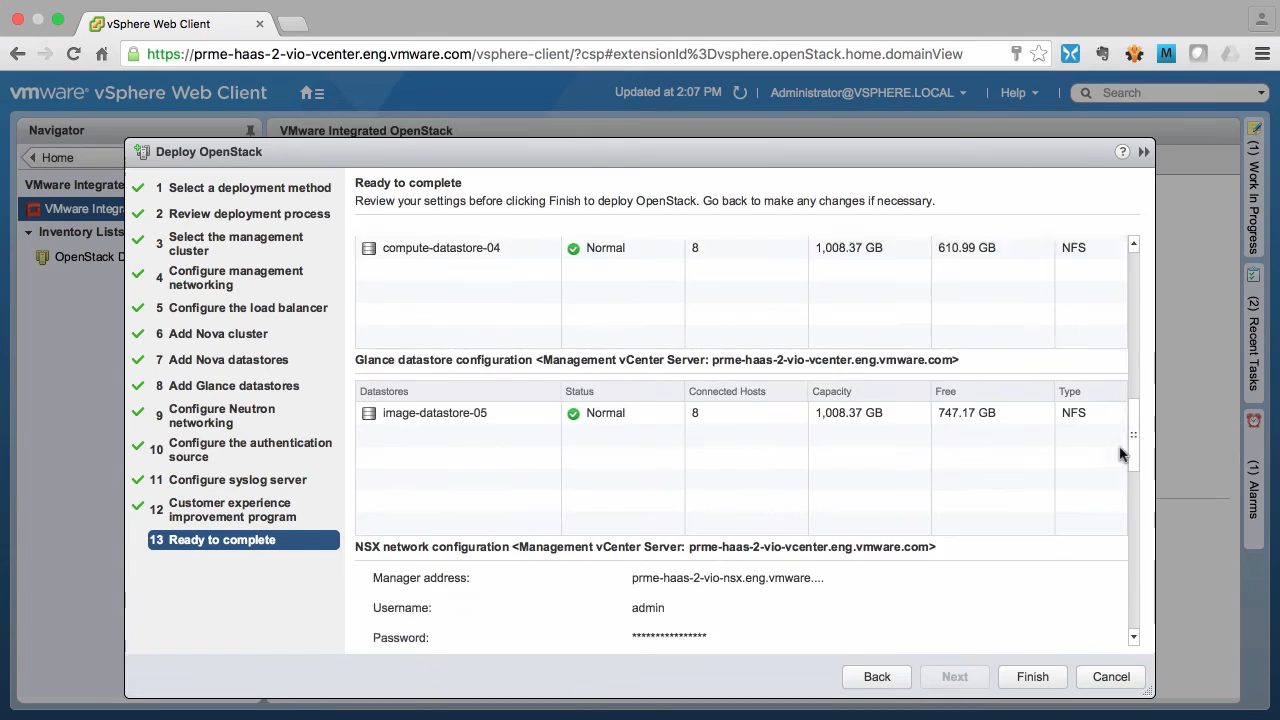 vSphere Web Client
https://prme-haas-2-vio-vcenter.eng.vmware.com/vsphere-client/?csp#extensionId%3Dvsphere.openStack.home.domainView
vmware® vSphere Web Client
Updated at 2:07 PM
Administrator@VSPHERE.LOCAL
Help
Search
Navigator
Home
VMware Integrate
VMware Integr
Inventory Lists
OpenStack D
VMware Integrated OpenStack
Deploy OpenStack
1 Select a deployment method
2 Review deployment process
3 Select the management
cluster
4 Configure management
networking
5 Configure the load balancer
6 Add Nova cluster
7 Add Nova datastores
8 Add Glance datastores
9 Configure Neutron
networking
10 Configure the authentication
source
11 Configure syslog server
12 Customer experience
improvement program
13 Ready to complete
Ready to complete
Review your settings before clicking Finish to deploy OpenStack. Go back to make any changes if necessary.
compute-datastore-04 Normal 8 1,008.37 GB 610.99 GB NFS
Glance datastore configuration <Management vCenter Server: prme-haas-2-vio-vcenter.eng.vmware.com>
Datastores Status Connected Hosts Capacity Free Type
image-datastore-05 Normal 8 1,008.37 GB 747.17 GB NFS
NSX network configuration <Management vCenter Server: prme-haas-2-vio-vcenter.eng.vmware.com>
Manager address: prme-haas-2-vio-nsx.eng.vmware....
Username: admin
Password: ****************
Back
Next
Finish
Cancel
(1) Work In Progress
(2) Recent Tasks
(1) Alarms